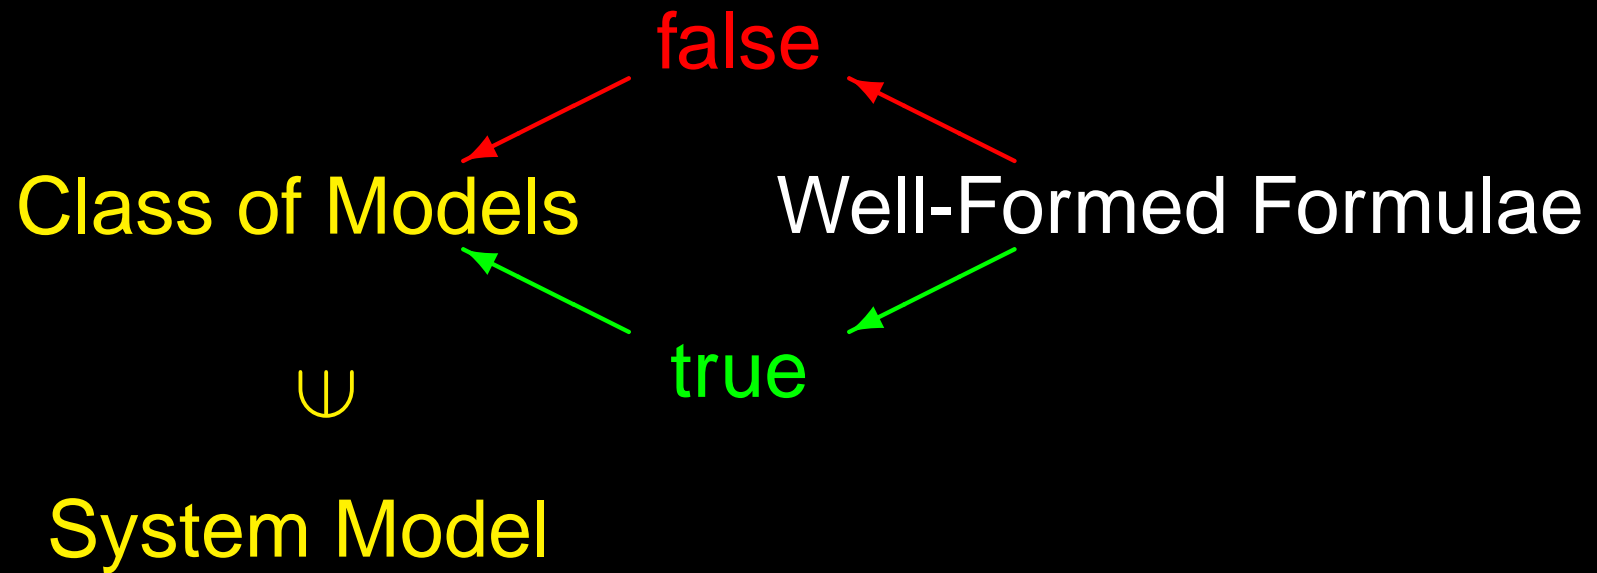 false
Class of Models
Well-Formed Formulae
true
∈
System Model